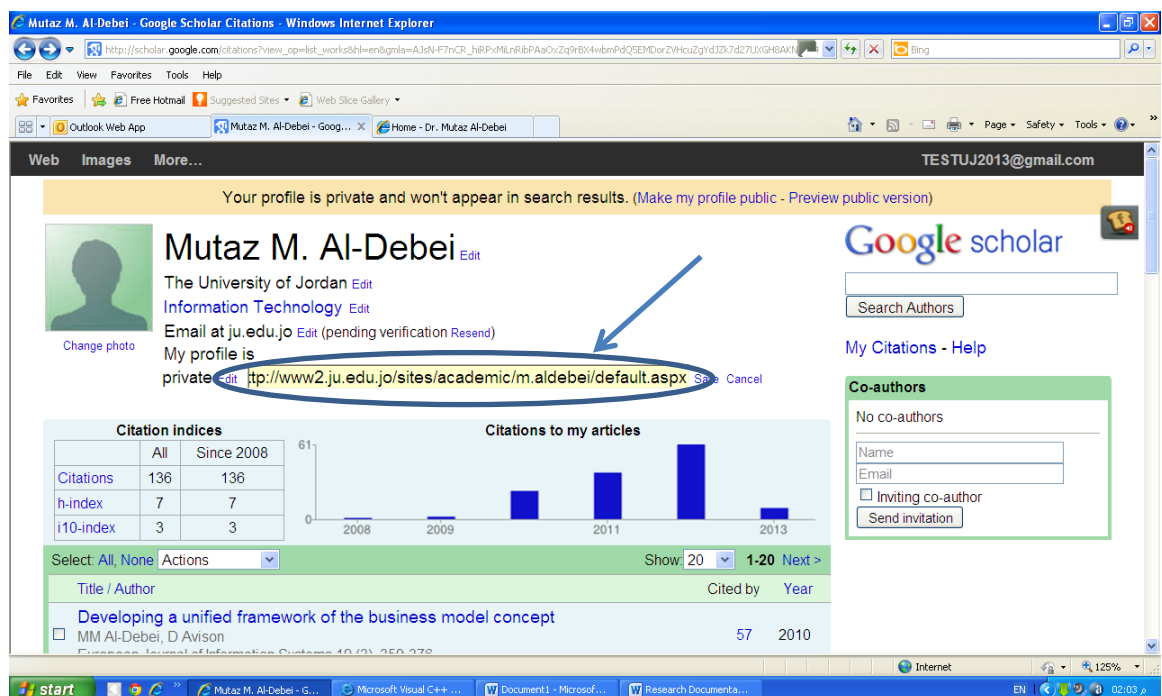 Mutaz M. Al-Debei - Google Scholar Citations - Windows Internet Explorer
http://scholar.google.com/citations?view_op=list_works&hl=en&gmla=
Bing
File Edit View Favorites Tools Help
Favorites Free Hotmail Suggested Sites Web Slice Gallery
Outlook Web App Mutaz M. Al-Debei - Goog... X Home - Dr. Mutaz Al-Debei Page Safety Tools »
Web Images More... TESTUJ2013@gmail.com
Your profile is private and won't appear in search results. (Make my profile public - Preview public version)
Mutaz M. Al-Debei Edit
The University of Jordan Edit
Information Technology Edit
Email at ju.edu.jo Edit (pending verification Resend)
Change photo
My profile is
private Edit ttp://www2.ju.edu.jo/sites/academic/m.aldebei/default.aspx Save Cancel
Google scholar
Search Authors
My Citations - Help
Co-authors
No co-authors
Name
Email
Inviting co-author
Send invitation
Citation indices
All Since 2008
Citations 136 136
h-index 7 7
i10-index 3 3
Citations to my articles
61
0
2008 2009 2011 2013
Select: All, None Actions Show: 20 1-20 Next >
Title / Author Cited by Year
Developing a unified framework of the business model concept 57 2010
MM Al-Debei, D Avison
European Journal of Information Systems 19 (3), 359-376
Internet 125%
start » Mutaz M. Al-Debei - G... Microsoft Visual C++ ... Document1 - Microsof... Research Documenta... EN 02:03 م